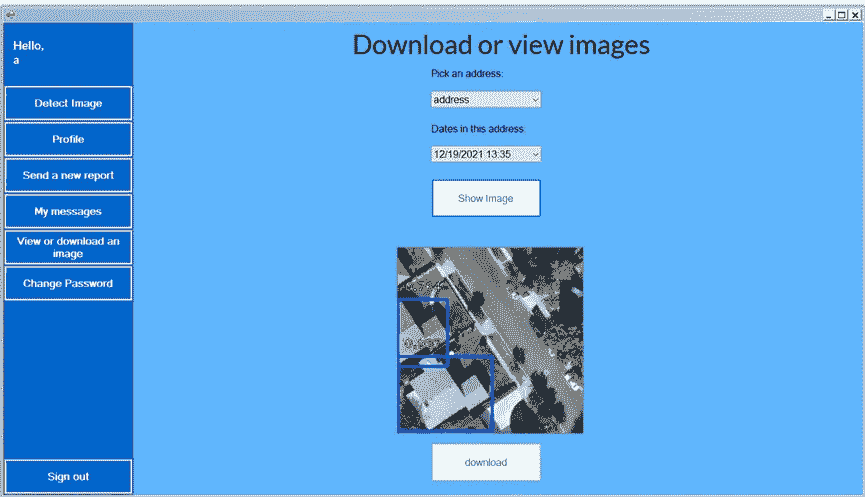 Hello,
a
Detect Image
Profile
Send a new report
My messages
View or download an
image
Change Password
Sign out
Download or view images
Pick an address:
address
Dates in this address:
12/19/2021 13:35
Show Image
download